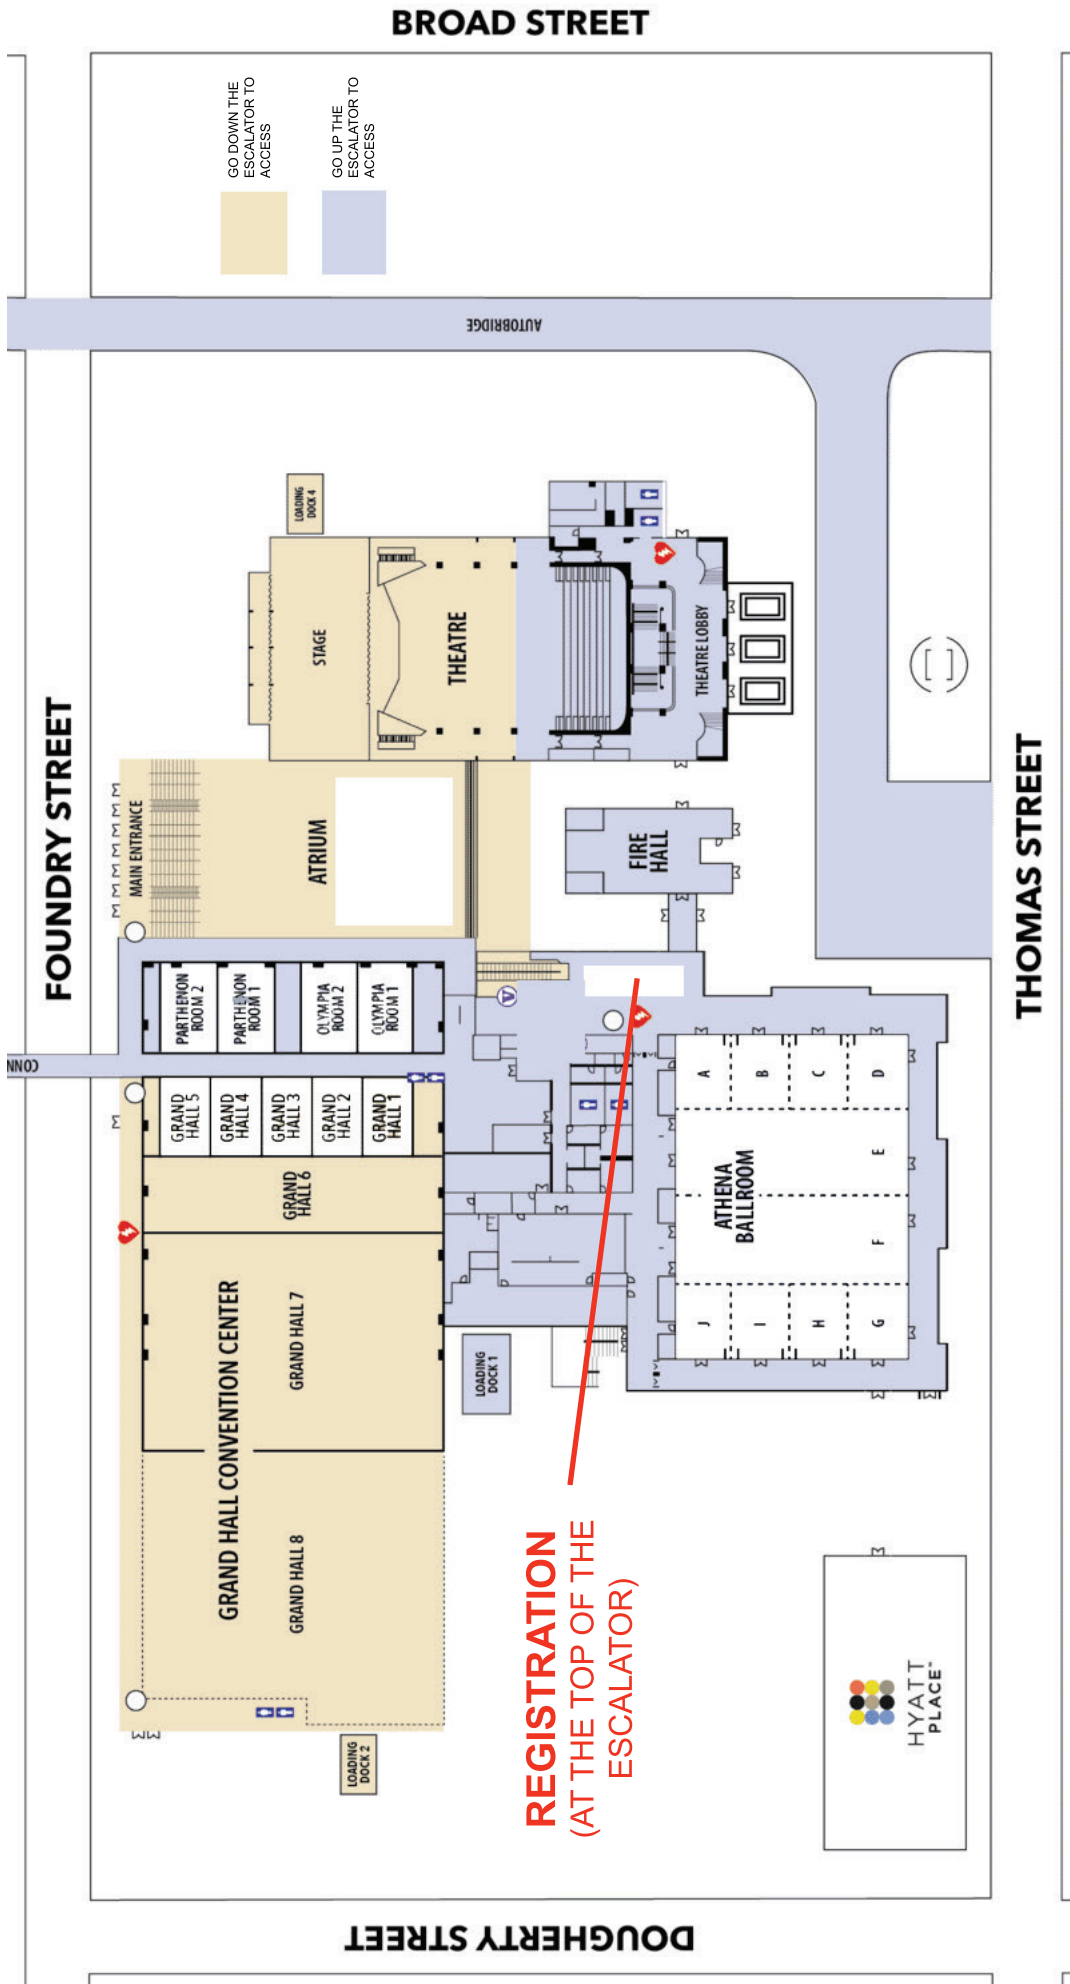 BROAD STREET
GO DOWN THE
ESCALATOR TO
ACCESS
GO UP THE
ESCALATOR TO
ACCESS
AUTOBRIDGE
LOADING
DOCK 4
STAGE
THEATRE
THEATRE LOBBY
FOUNDRY STREET
THOMAS STREET
MAIN ENTRANCE
ATRIUM
FIRE
HALL
PARTHENON
ROOM 2
PARTHENON
ROOM 1
OLYMPIA
ROOM 2
OLYMPIA
ROOM 1
V
CONN
GRAND
HALL 5
GRAND
HALL 4
GRAND
HALL 3
GRAND
HALL 2
GRAND
HALL 1
GRAND
HALL 6
GRAND HALL 7
GRAND HALL CONVENTION CENTER
GRAND HALL 8
A
B
C
D
E
ATHENA
BALLROOM
F
J
I
H
G
LOADING
DOCK 1
LOADING
DOCK 2
REGISTRATION
(AT THE TOP OF THE
ESCALATOR)
HYATT
PLACE™
DOUGHERTY STREET